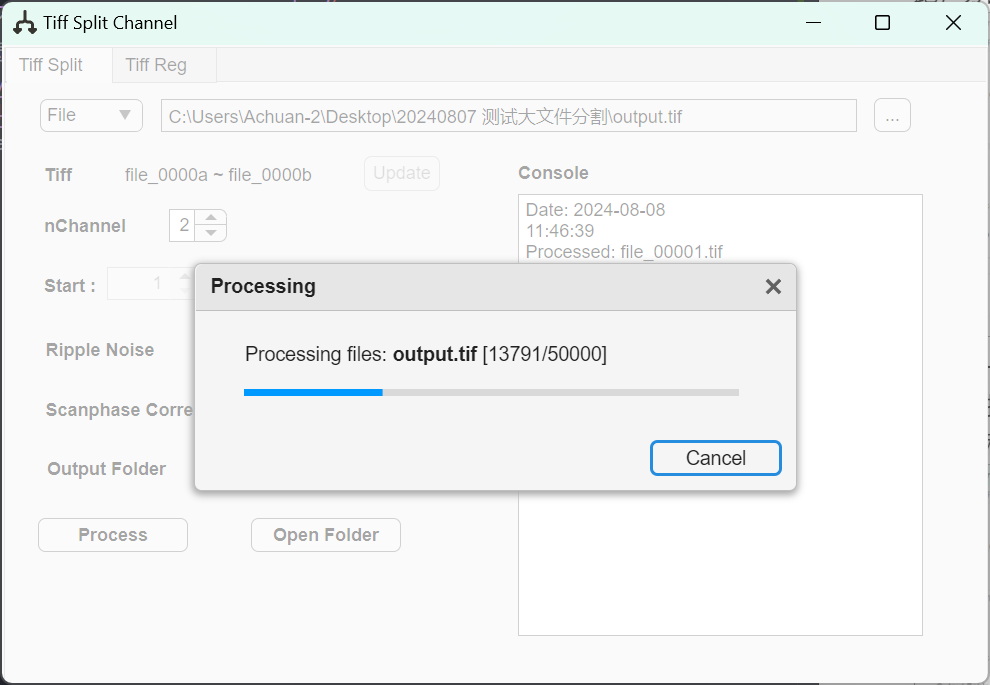 Tiff Split Channel
Tiff Split
Tiff Reg
File
C:\Users\Achuan-2\Desktop\20240807 测试大文件分割\output.tif
...
Tiff
file_0000a ~ file_0000b
Update
Console
nChannel
2
Date: 2024-08-08
11:46:39
Processed: file_00001.tif
Start :
1
Processing
Processing files: output.tif [13791/50000]
Cancel
Ripple Noise
Scanphase Corre
Output Folder
Process
Open Folder